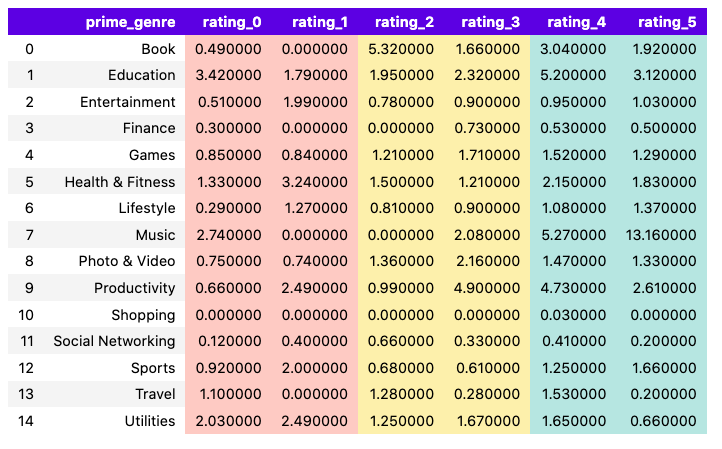 prime_genre rating_0 rating_1 rating_2 rating_3 rating_4 rating_5
0 Book 0.490000 0.000000 5.320000 1.660000 3.040000 1.920000
1 Education 3.420000 1.790000 1.950000 2.320000 5.200000 3.120000
2 Entertainment 0.510000 1.990000 0.780000 0.900000 0.950000 1.030000
3 Finance 0.300000 0.000000 0.000000 0.730000 0.530000 0.500000
4 Games 0.850000 0.840000 1.210000 1.710000 1.520000 1.290000
5 Health & Fitness 1.330000 3.240000 1.500000 1.210000 2.150000 1.830000
6 Lifestyle 0.290000 1.270000 0.810000 0.900000 1.080000 1.370000
7 Music 2.740000 0.000000 0.000000 2.080000 5.270000 13.160000
8 Photo & Video 0.750000 0.740000 1.360000 2.160000 1.470000 1.330000
9 Productivity 0.660000 2.490000 0.990000 4.900000 4.730000 2.610000
10 Shopping 0.000000 0.000000 0.000000 0.000000 0.030000 0.000000
11 Social Networking 0.120000 0.400000 0.660000 0.330000 0.410000 0.200000
12 Sports 0.920000 2.000000 0.680000 0.610000 1.250000 1.660000
13 Travel 1.100000 0.000000 1.280000 0.280000 1.530000 0.200000
14 Utilities 2.030000 2.490000 1.250000 1.670000 1.650000 0.660000